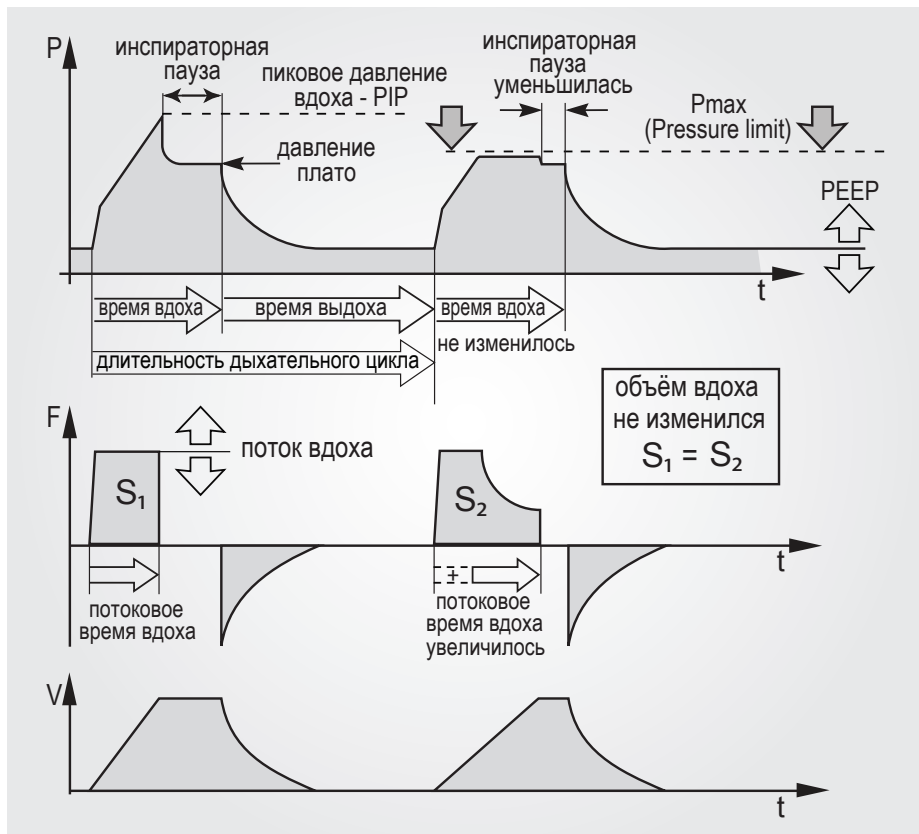 P
инспираторная
пауза
пиковое давление
вдоха - PIP
давление
плато
инспираторная
пауза
уменьшилась
Pmax
(Pressure limit)
PEEP
t
время вдоха
время выдоха
время вдоха
не изменилось
длительность дыхательного цикла
объём вдоха
не изменился
S₁ = S₂
F
поток вдоха
S₁
S₂
t
потоковое
время вдоха
+
потоковое
время вдоха
увеличилось
V
t